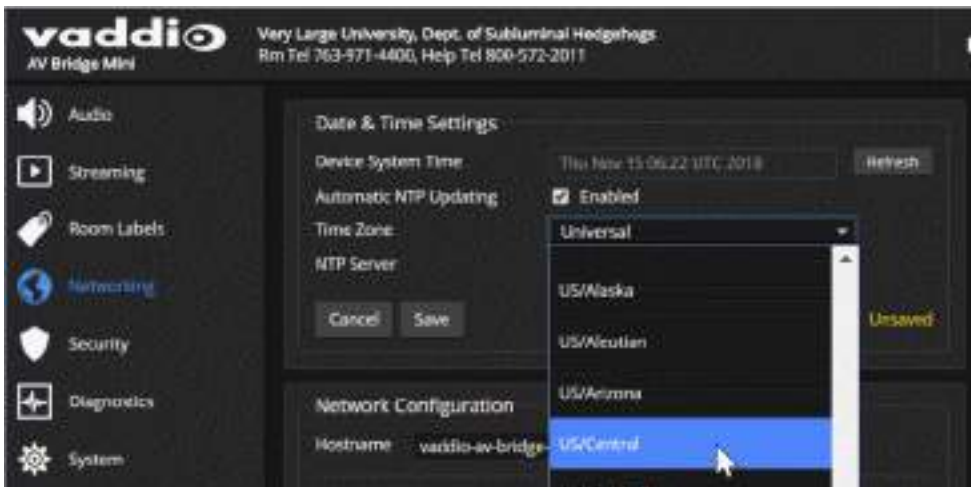 vaddio
AV Bridge Mini
Very Large University, Dept. of Subluminal Hedgehogs
Rm Tel 763-971-4400, Help Tel 800-572-2011
Audio
Streaming
Room Labels
Networking
Security
Diagnostics
System
Date & Time Settings
Device System Time Thu Nov 15 06:22 UTC 2018 Refresh
Automatic NTP Updating Enabled
Time Zone Universal
NTP Server
US/Alaska
US/Aleutian
US/Arizona
US/Central
Cancel Save Unsaved
Network Configuration
Hostname vaddio-av-bridge-